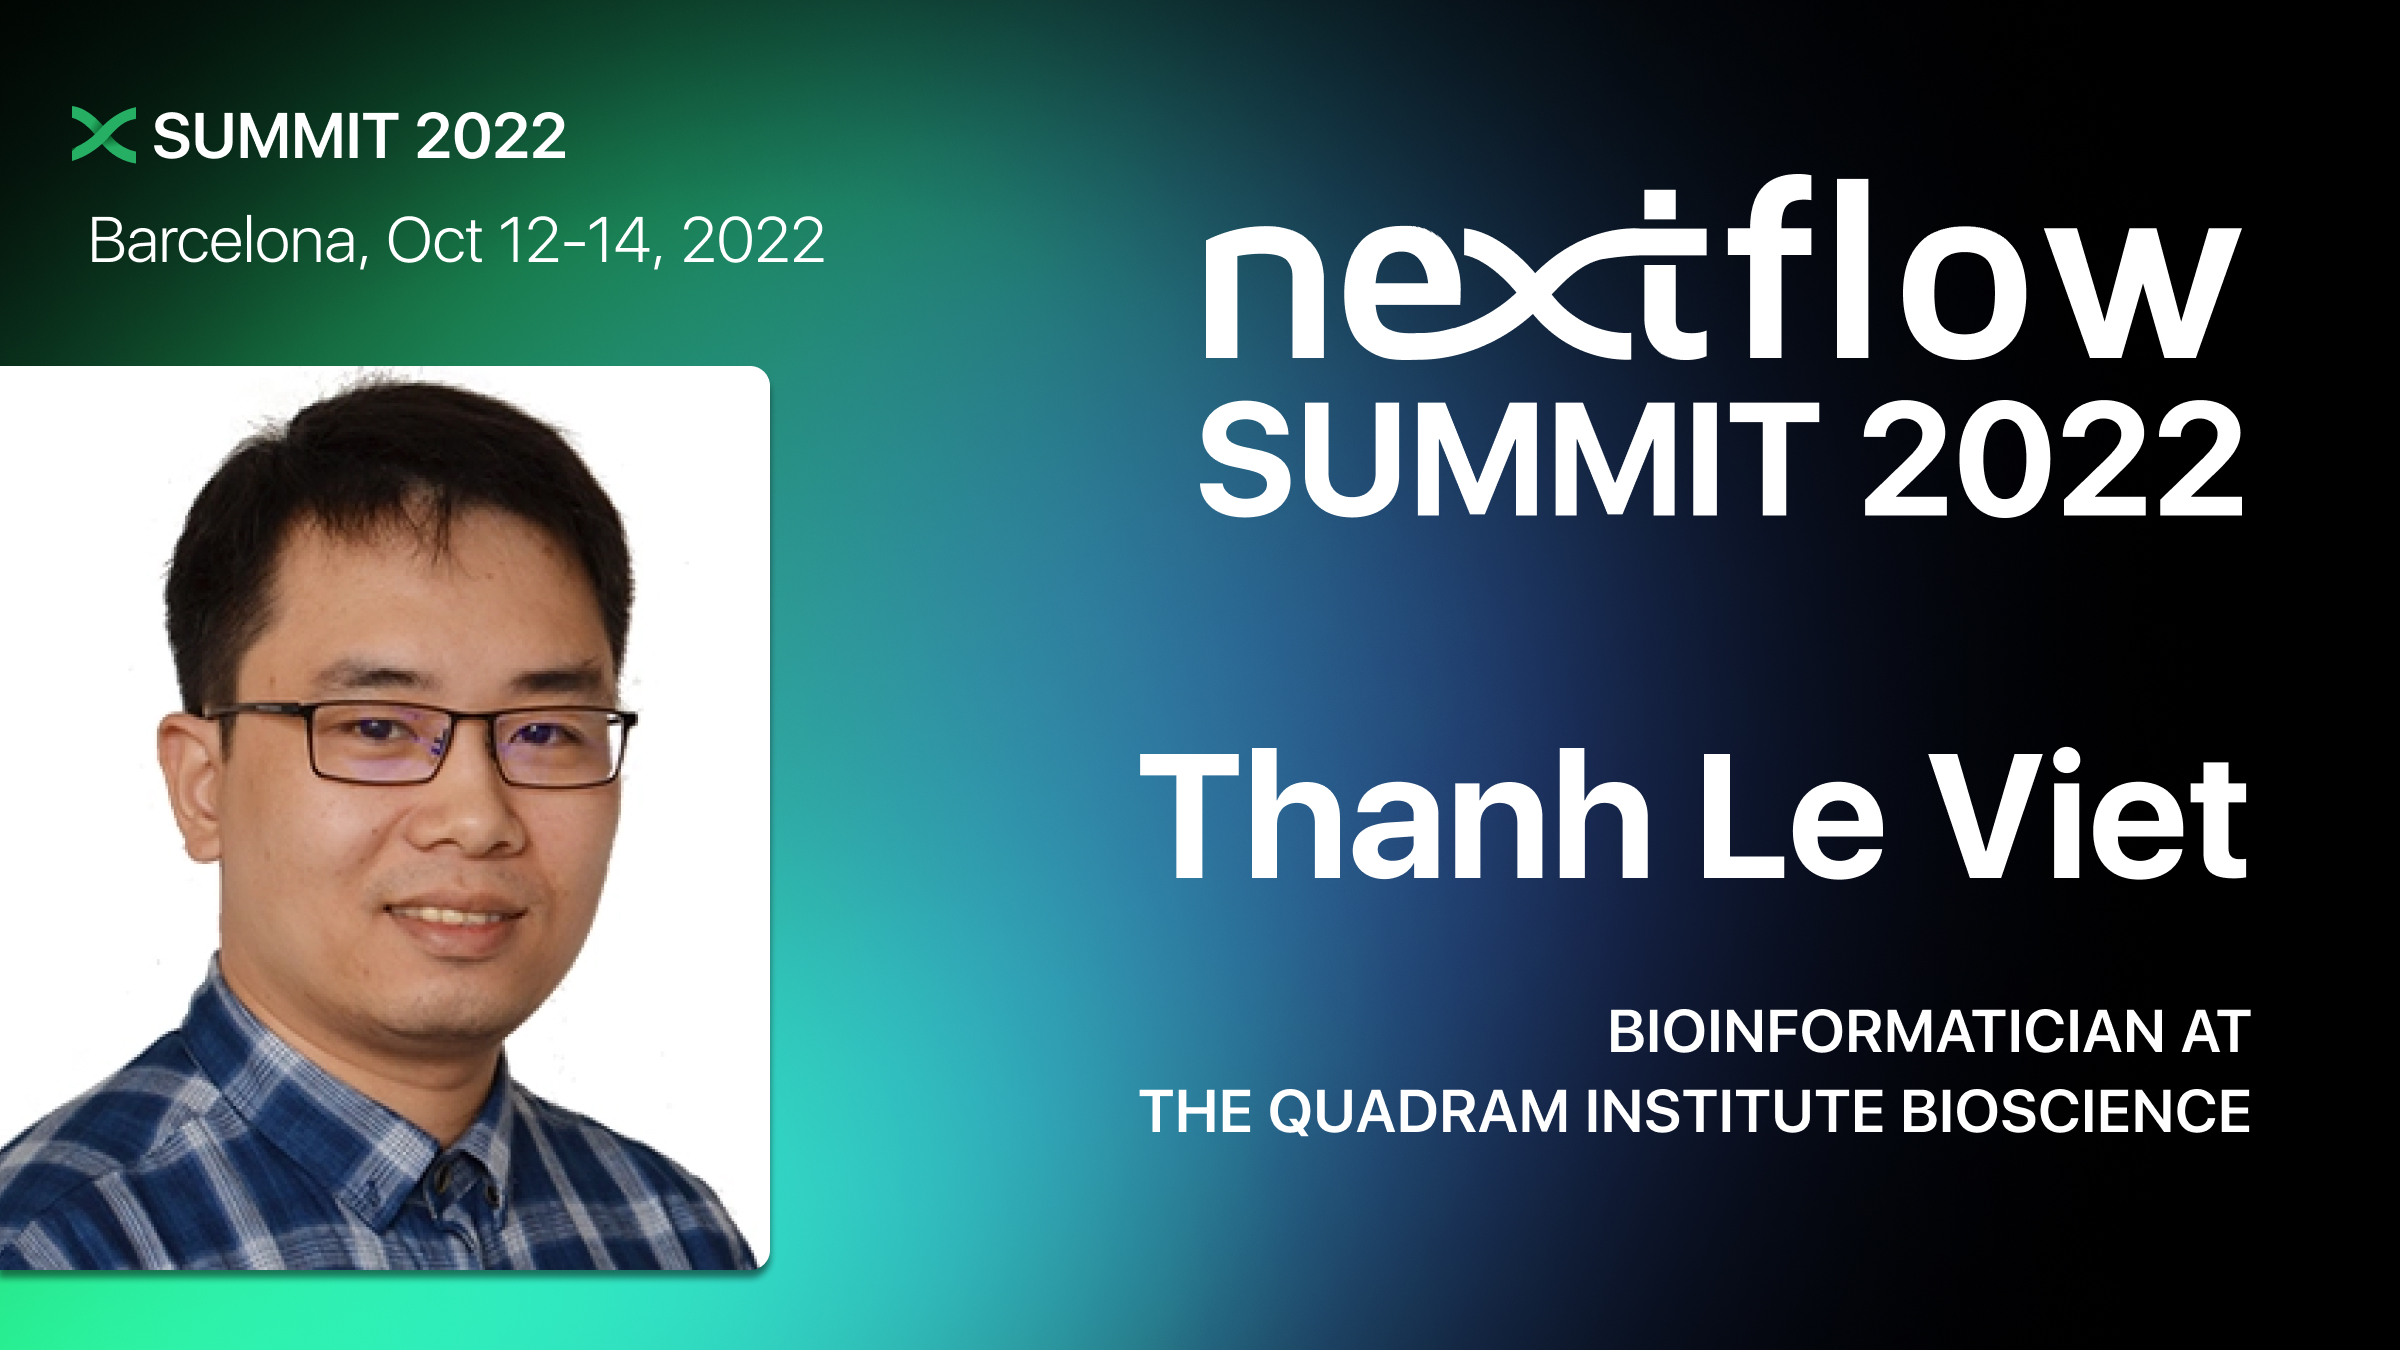 SUMMIT 2022
Barcelona, Oct 12-14, 2022
nextflow
SUMMIT 2022
Thanh Le Viet
BIOINFORMATICIAN AT
THE QUADRAM INSTITUTE BIOSCIENCE